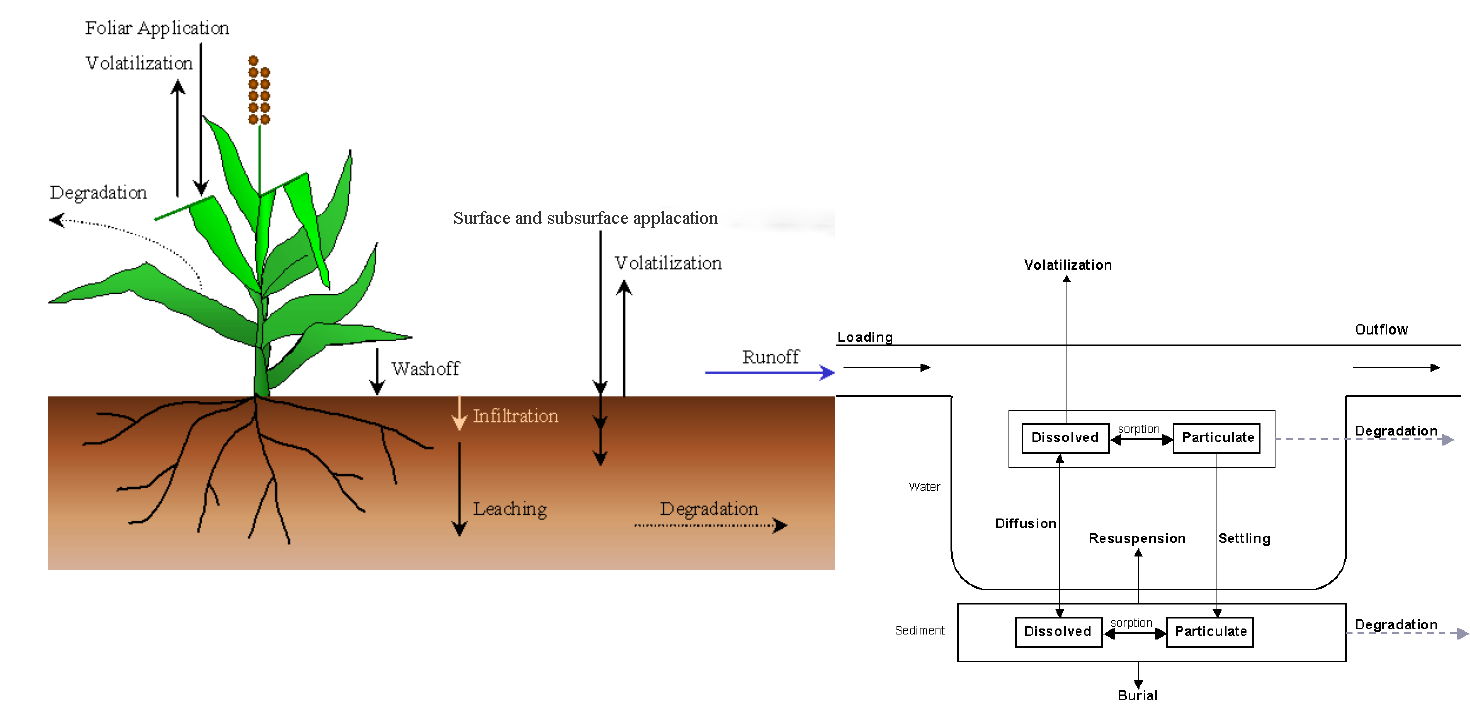 Foliar Application
Volatilization
Degradation
Surface and subsurface applacation
Volatilization
Washoff
Runoff
Infiltration
Leaching
Degradation
Volatilization
Loading
Outflow
Dissolved
sorption
Particulate
Degradation
Water
Diffusion
Resuspension
Settling
Sediment
Dissolved
sorption
Particulate
Degradation
Burial